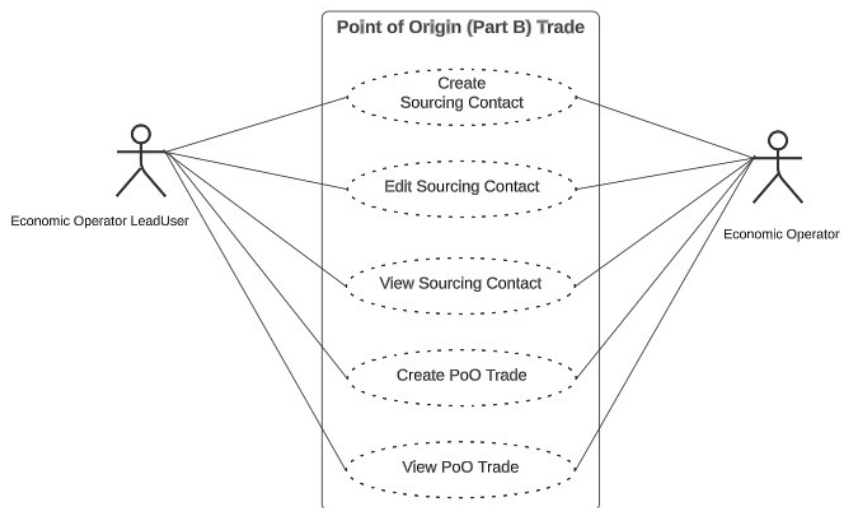 Point of Origin (Part B) Trade
Create
Sourcing Contact
Edit Sourcing Contact
Economic Operator LeadUser
Economic Operator
View Sourcing Contact
Create PoO Trade
View PoO Trade